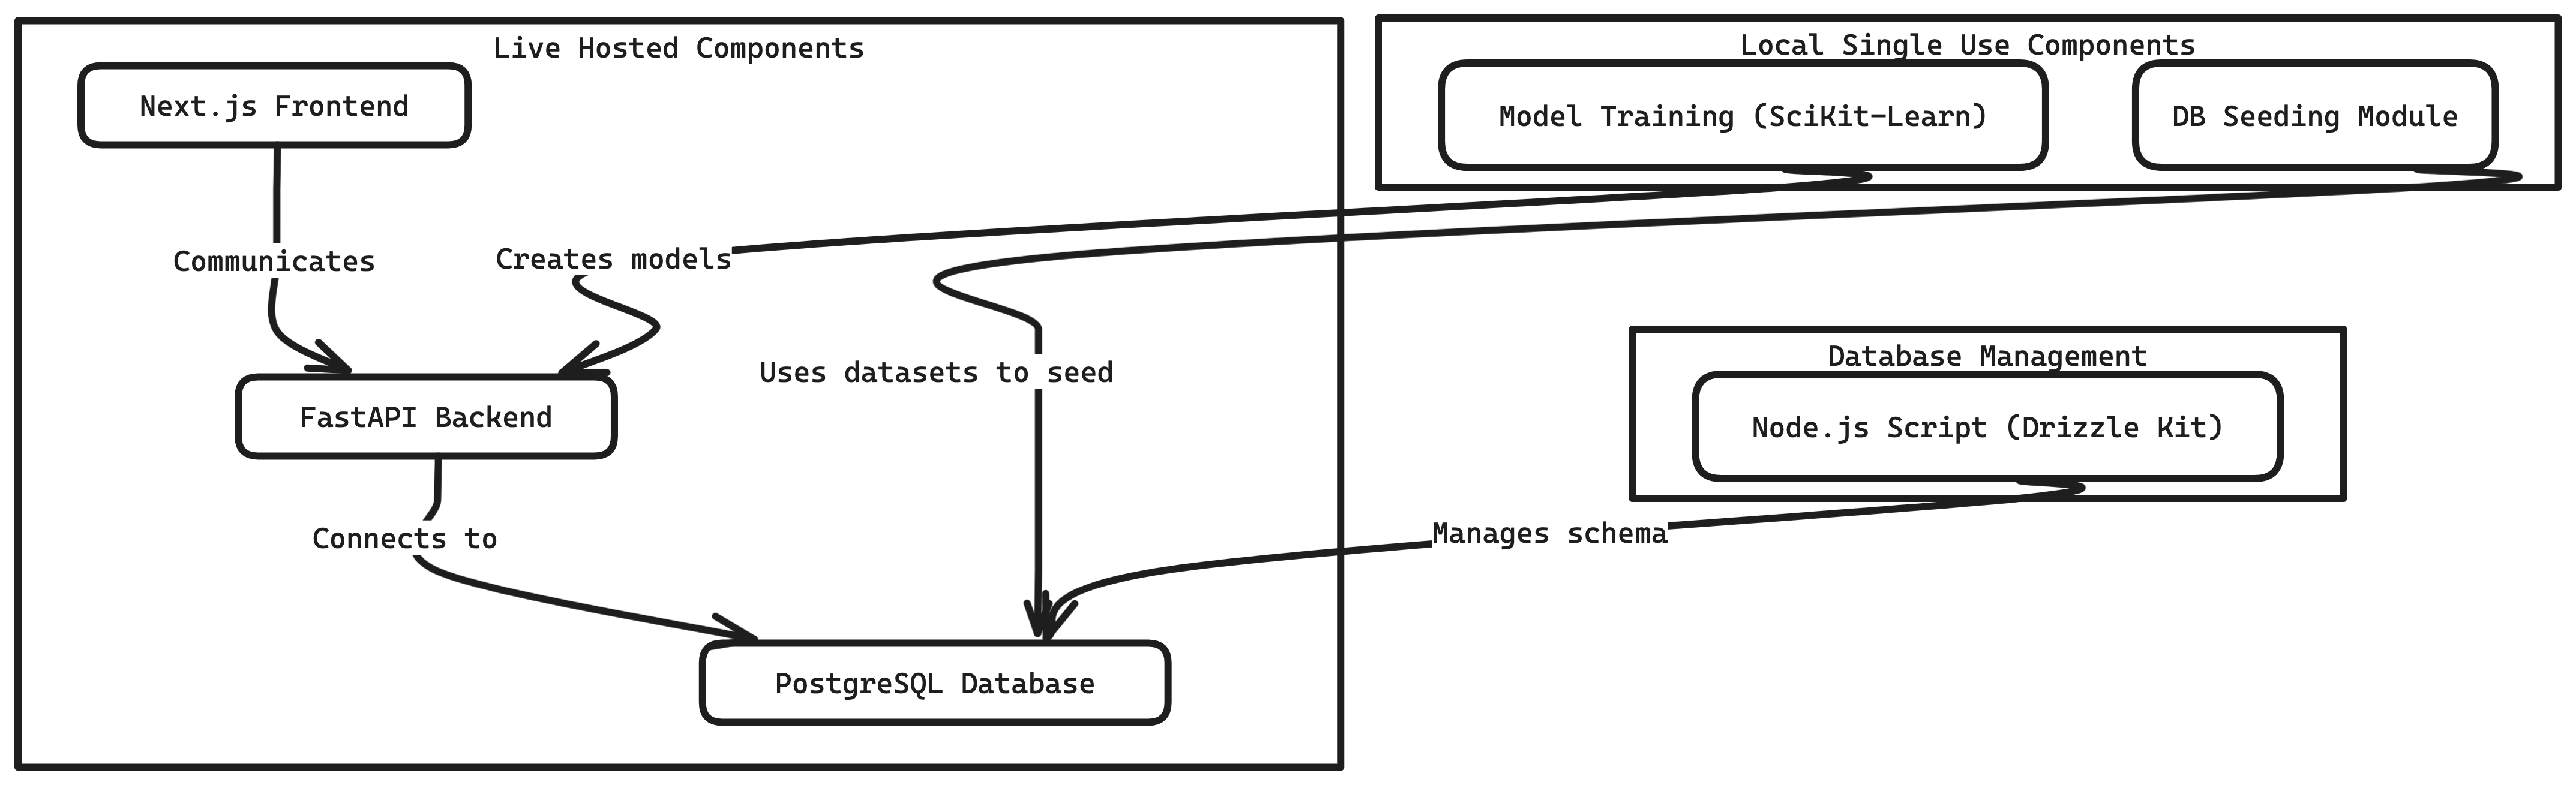 Live Hosted Components
Next.js Frontend
Communicates
Creates models
FastAPI Backend
Uses datasets to seed
Connects to
PostgreSQL Database
Local Single Use Components
Model Training (SciKit-Learn)
DB Seeding Module
Database Management
Node.js Script (Drizzle Kit)
Manages schema